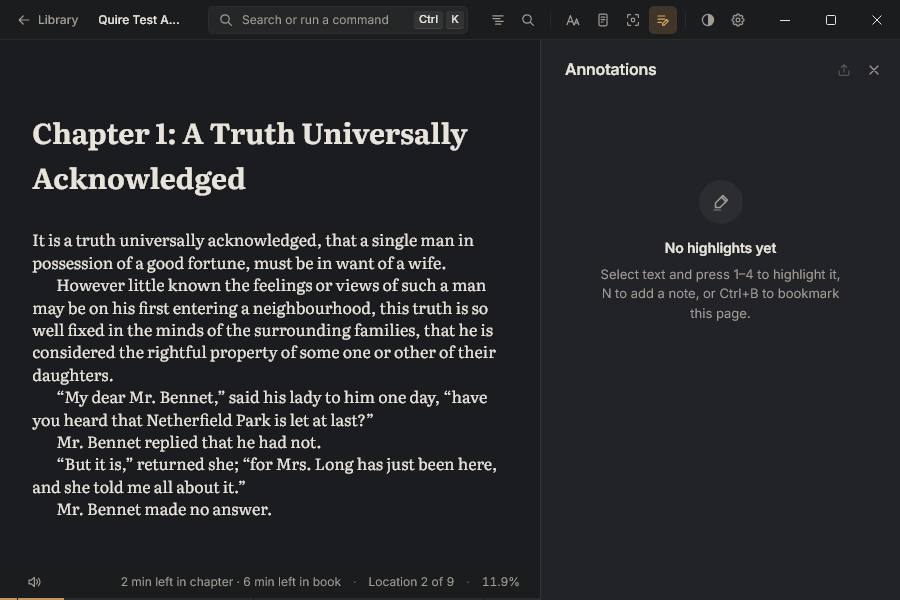 Library
Quire Test A...
Search or run a command
Ctrl K
Chapter 1: A Truth Universally
Acknowledged
It is a truth universally acknowledged, that a single man in
possession of a good fortune, must be in want of a wife.
However little known the feelings or views of such a man
may be on his first entering a neighbourhood, this truth is so
well fixed in the minds of the surrounding families, that he is
considered the rightful property of some one or other of their
daughters.
“My dear Mr. Bennet,” said his lady to him one day, “have
you heard that Netherfield Park is let at last?”
Mr. Bennet replied that he had not.
“But it is,” returned she; “for Mrs. Long has just been here,
and she told me all about it.”
Mr. Bennet made no answer.
2 min left in chapter · 6 min left in book · Location 2 of 9 · 11.9%
Annotations
No highlights yet
Select text and press 1–4 to highlight it,
N to add a note, or Ctrl+B to bookmark
this page.